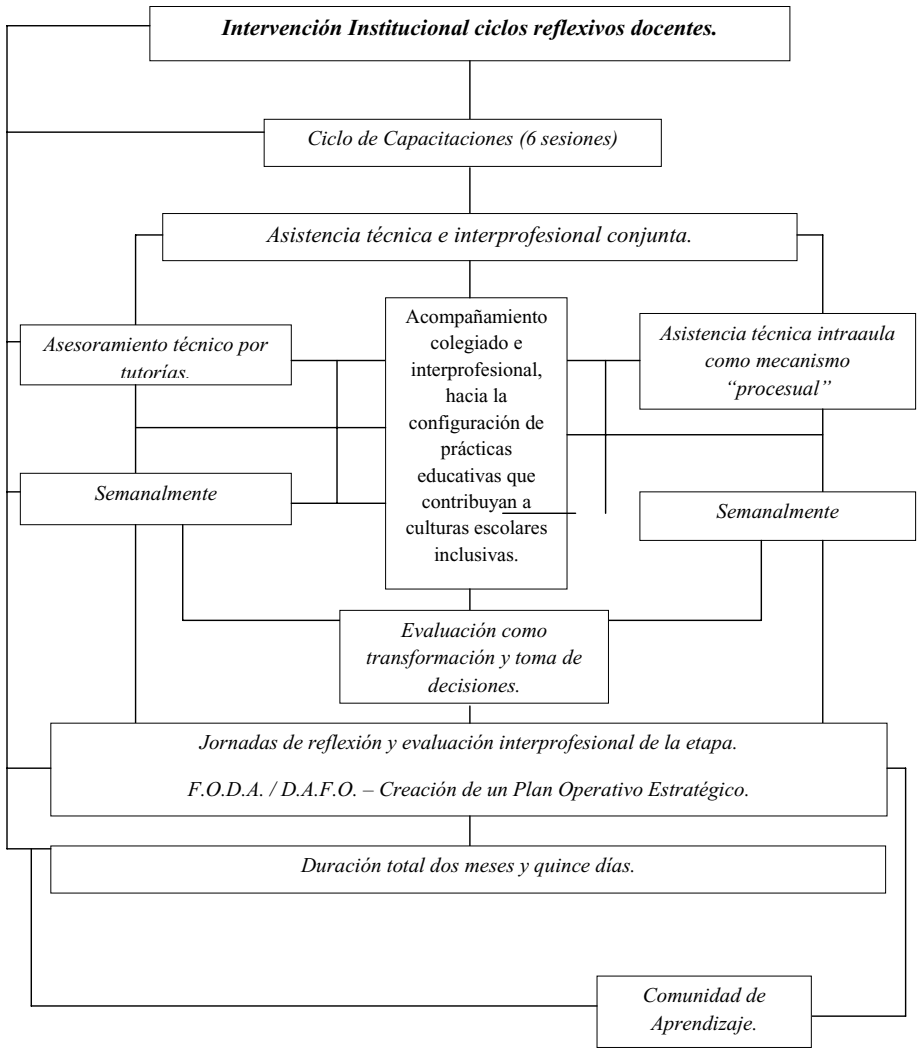 Intervención Institucional ciclos reflexivos docentes.
Ciclo de Capacitaciones (6 sesiones)
Asistencia técnica e interprofesional conjunta.
Asesoramiento técnico por
tutorías.
Acompañamiento
colegiado e
interprofesional,
hacia la
configuración de
prácticas
educativas que
contribuyan a
culturas escolares
inclusivas.
Asistencia técnica intraaula
como mecanismo
“procesual”
Semanalmente
Semanalmente
Evaluación como
transformación y toma de
decisiones.
Jornadas de reflexión y evaluación interprofesional de la etapa.
F.O.D.A. / D.A.F.O. – Creación de un Plan Operativo Estratégico.
Duración total dos meses y quince días.
Comunidad de
Aprendizaje.